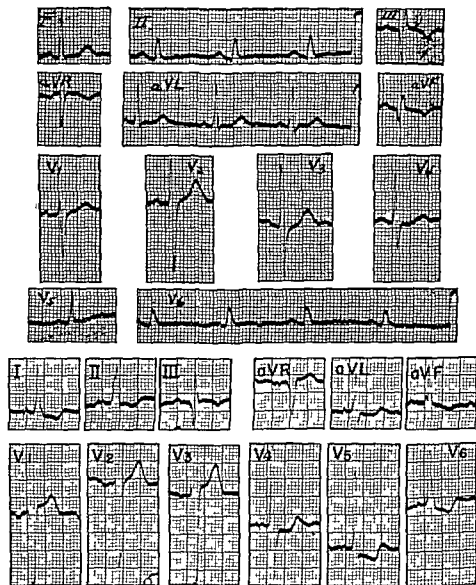 I II III
aVR aVL aVF
V1 V2 V3 V4
V5 V6
I II III aVR aVL aVF
V1 V2 V3 V4 V5 V6